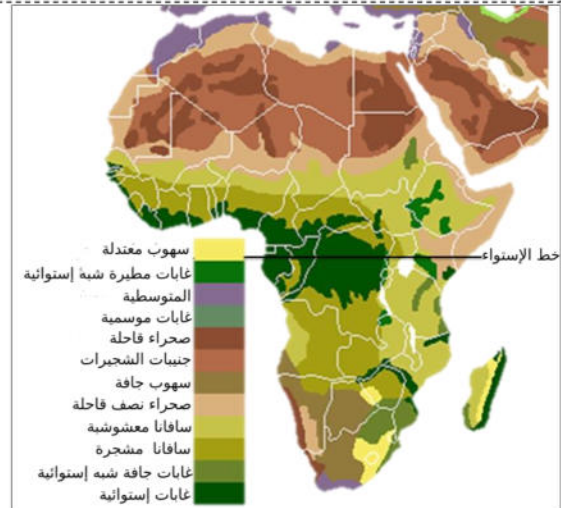 سهوب معتدلة
خط الإستواء
غابات مطيرة شبه إستوائية
المتوسطية
غابات موسمية
صحراء قاحلة
جنيبات الشجيرات
سهوب جافة
صحراء نصف قاحلة
سافانا معشوشبة
سافانا مشجرة
غابات جافة شبه إستوائية
غابات إستوائية